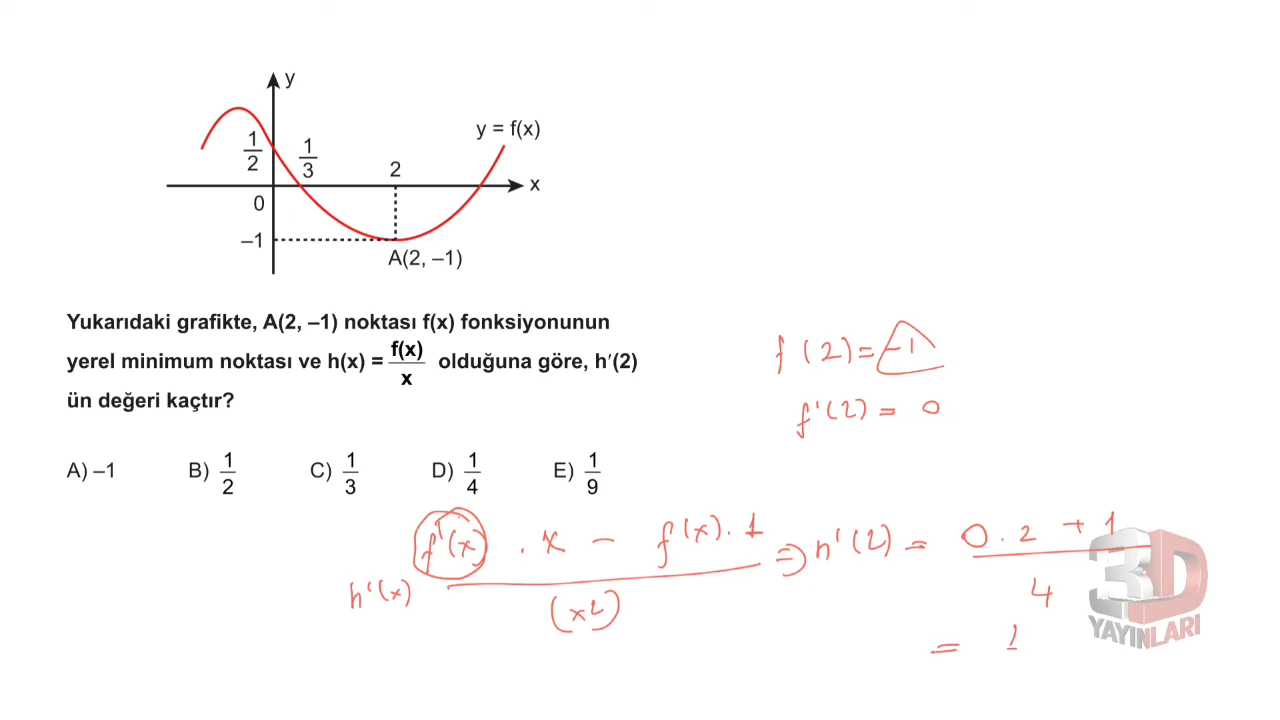 y
y = f(x)
1/2
1/3
2
x
0
–1
A(2, –1)
Yukarıdaki grafikte, A(2, –1) noktası f(x) fonksiyonunun
yerel minimum noktası ve h(x) = f(x)/x olduğuna göre, h′(2)
ün değeri kaçtır?
f(2) = –1
f'(2) = 0
A) –1 B) 1/2 C) 1/3 D) 1/4 E) 1/9
h'(x) f'(x) . x – f(x) . 1 / (x2) ⇒ h'(2) = 0.2 + 1 / 4
= 1
3D
YAYINLARI